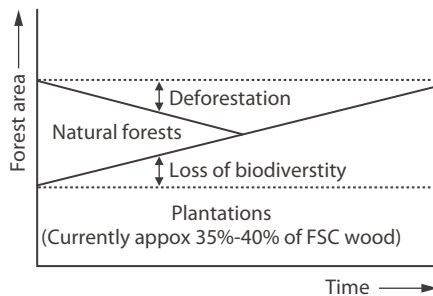 Forest area
Deforestation
Natural forests
Loss of biodiverstity
Plantations
(Currently appox 35%-40% of FSC wood)
Time